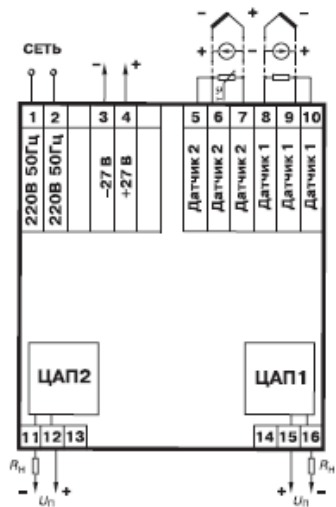 СЕТЬ
1 2 3 4 5 6 7 8 9 10
220В 50Гц
220В 50Гц
–27 В
+27 В
Датчик 2
Датчик 2
Датчик 2
Датчик 1
Датчик 1
Датчик 1
ЦАП2 ЦАП1
11 12 13 14 15 16
Rн Rн
– Uп + + Uп –